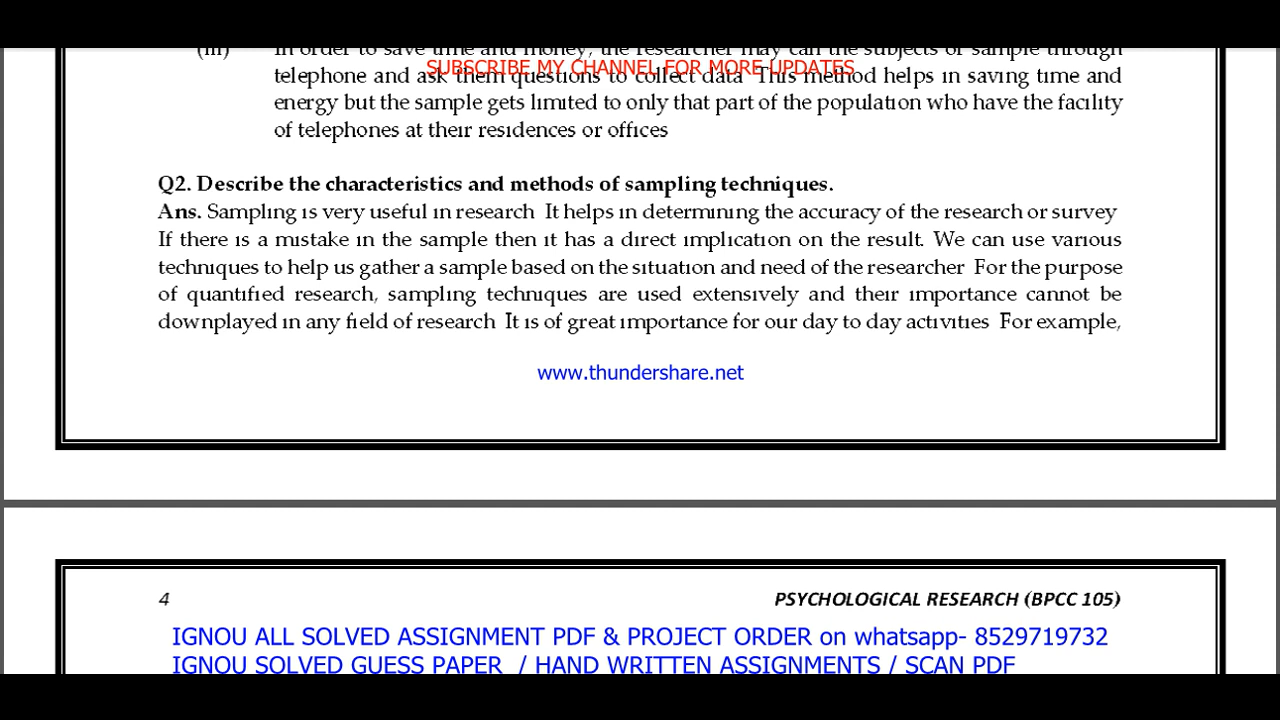 (iii) In order to save time and money, the researcher may call the subjects of sample through
SUBSCRIBE MY CHANNEL FOR MORE UPDATES
telephone and ask them questions to collect data This method helps in saving time and
energy but the sample gets limited to only that part of the population who have the facility
of telephones at their residences or offices
Q2. Describe the characteristics and methods of sampling techniques.
Ans. Sampling is very useful in research It helps in determining the accuracy of the research or survey
If there is a mistake in the sample then it has a direct implication on the result. We can use various
techniques to help us gather a sample based on the situation and need of the researcher For the purpose
of quantified research, sampling techniques are used extensively and their importance cannot be
downplayed in any field of research It is of great importance for our day to day activities For example,
www.thundershare.net
4 PSYCHOLOGICAL RESEARCH (BPCC 105)
IGNOU ALL SOLVED ASSIGNMENT PDF & PROJECT ORDER on whatsapp- 8529719732
IGNOU SOLVED GUESS PAPER / HAND WRITTEN ASSIGNMENTS / SCAN PDF